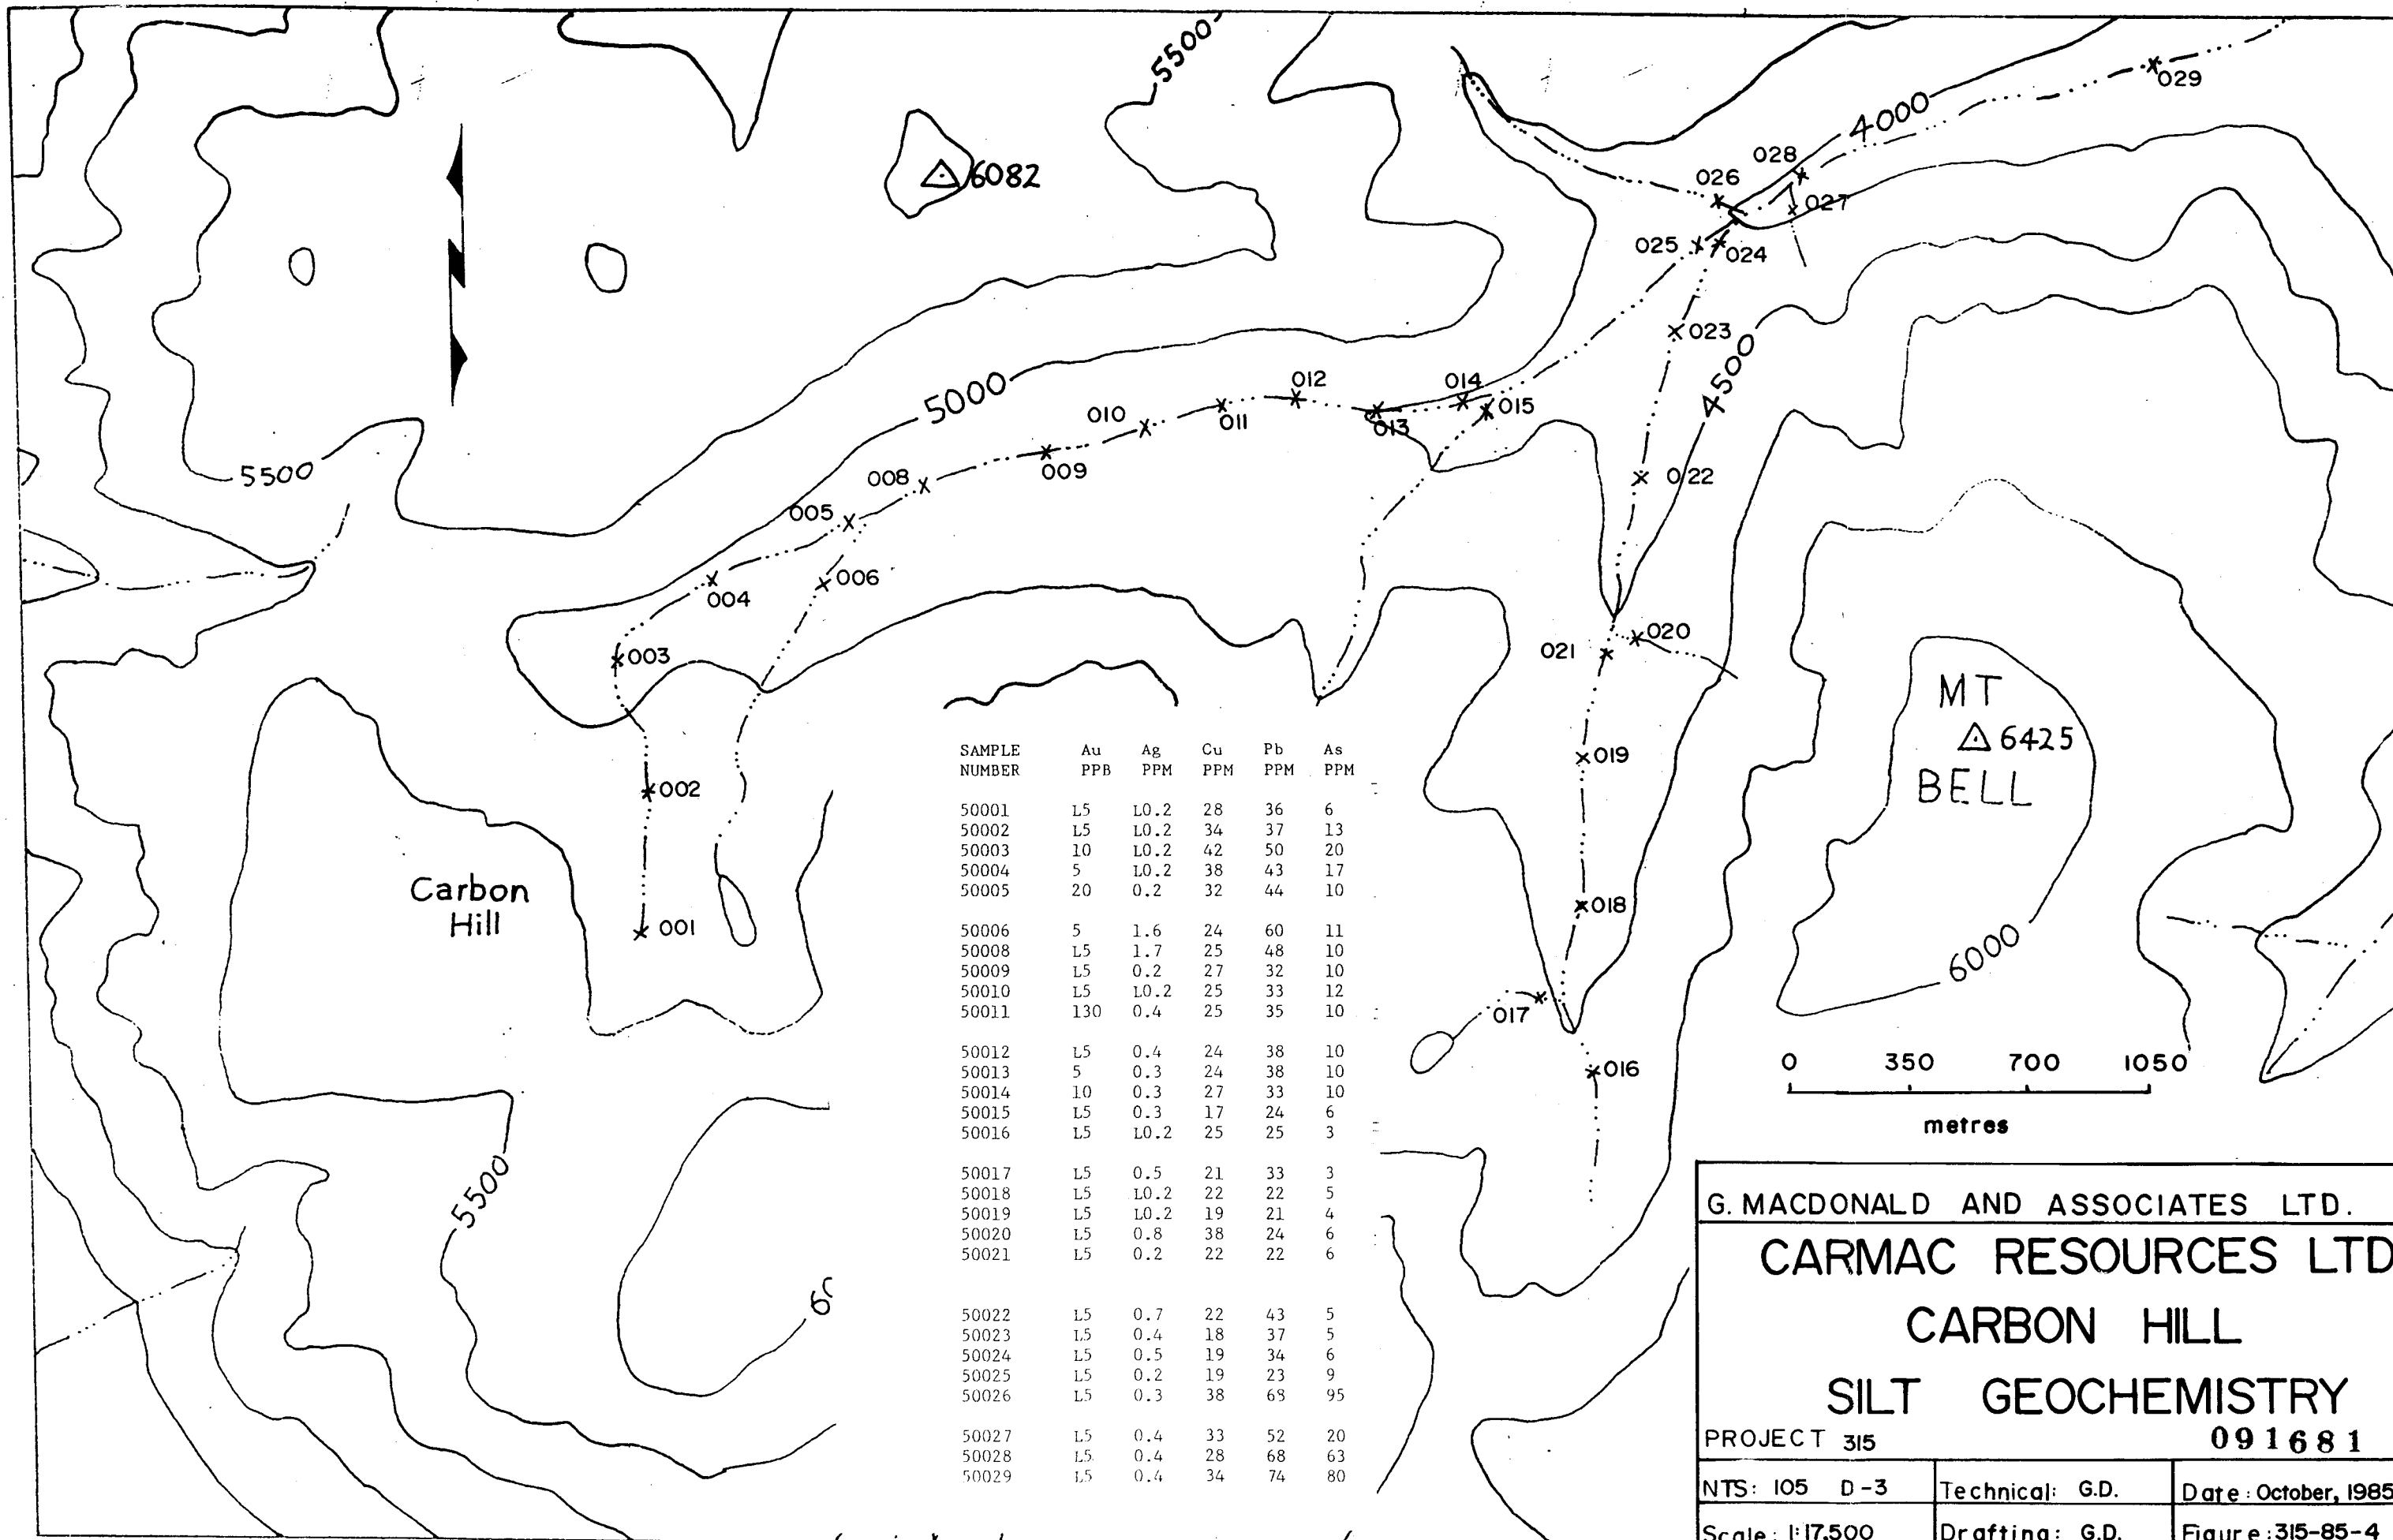 5500
029
4000
028
6082
026
027
025
024
023
4500
5000
012
014
010
015
011
013
5500
008
009
022
005
006
004
020
003
021
MT
6425
BELL
019
002
SAMPLE Au Ag Cu Pb As
NUMBER PPB PPM PPM PPM PPM
50001 L5 L0.2 28 36 6
50002 L5 L0.2 34 37 13
50003 10 L0.2 42 50 20
50004 5 L0.2 38 43 17
50005 20 0.2 32 44 10
50006 5 1.6 24 60 11
50008 L5 1.7 25 48 10
50009 L5 0.2 27 32 10
50010 L5 L0.2 25 33 12
50011 130 0.4 25 35 10
50012 L5 0.4 24 38 10
50013 5 0.3 24 38 10
50014 10 0.3 27 33 10
50015 L5 0.3 17 24 6
50016 L5 L0.2 25 25 3
50017 L5 0.5 21 33 3
50018 L5 L0.2 22 22 5
50019 L5 L0.2 19 21 4
50020 L5 0.8 38 24 6
50021 L5 0.2 22 22 6
50022 L5 0.7 22 43 5
50023 L5 0.4 18 37 5
50024 L5 0.5 19 34 6
50025 L5 0.2 19 23 9
50026 L5 0.3 38 95
50027 L5 0.4 33 52 20
50028 L5 0.4 28 68 63
50029 L5 0.4 34 74 80
Carbon
Hill
001
018
6000
017
016
0 350 700 1050
metres
5500
G. MACDONALD AND ASSOCIATES LTD.
CARMAC RESOURCES LTD
CARBON HILL
SILT GEOCHEMISTRY
PROJECT 315 091681
NTS: 105 D-3 Technical: G.D. Date: October, 1985
Scale: 1:17,500 Drafting: G.D. Figure: 315-85-4